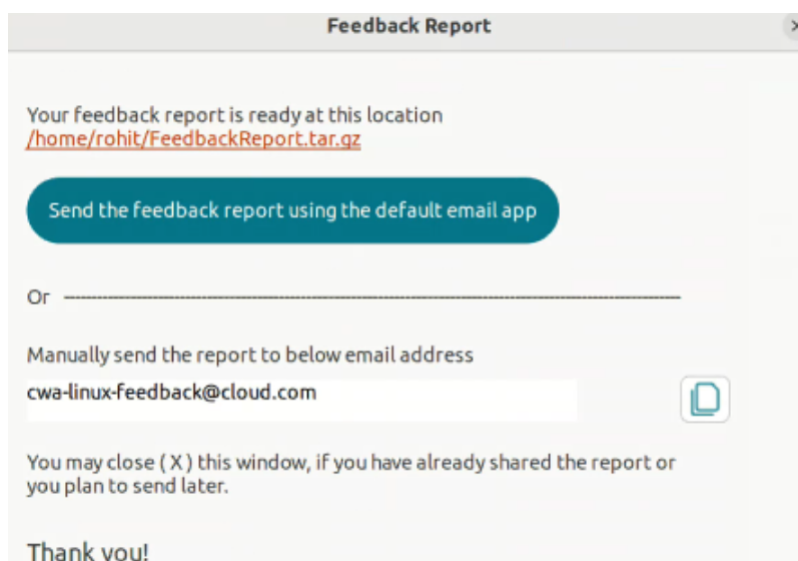 Feedback Report
Your feedback report is ready at this location
/home/rohit/FeedbackReport.tar.gz
Send the feedback report using the default email app
Or
Manually send the report to below email address
cwa-linux-feedback@cloud.com
You may close ( X ) this window, if you have already shared the report or
you plan to send later.
Thank you!